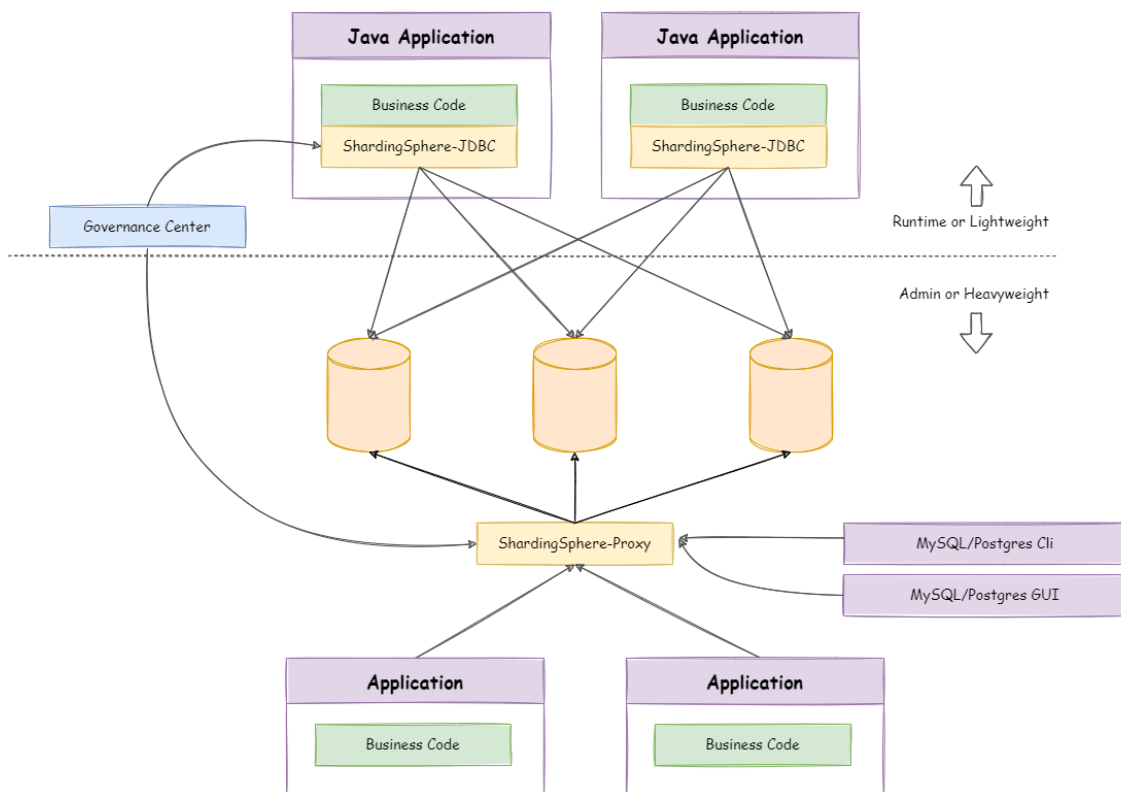 Java Application
Java Application
Business Code
Business Code
ShardingSphere-JDBC
ShardingSphere-JDBC
Governance Center
Runtime or Lightweight
Admin or Heavyweight
ShardingSphere-Proxy
MySQL/Postgres Cli
MySQL/Postgres GUI
Application
Application
Business Code
Business Code